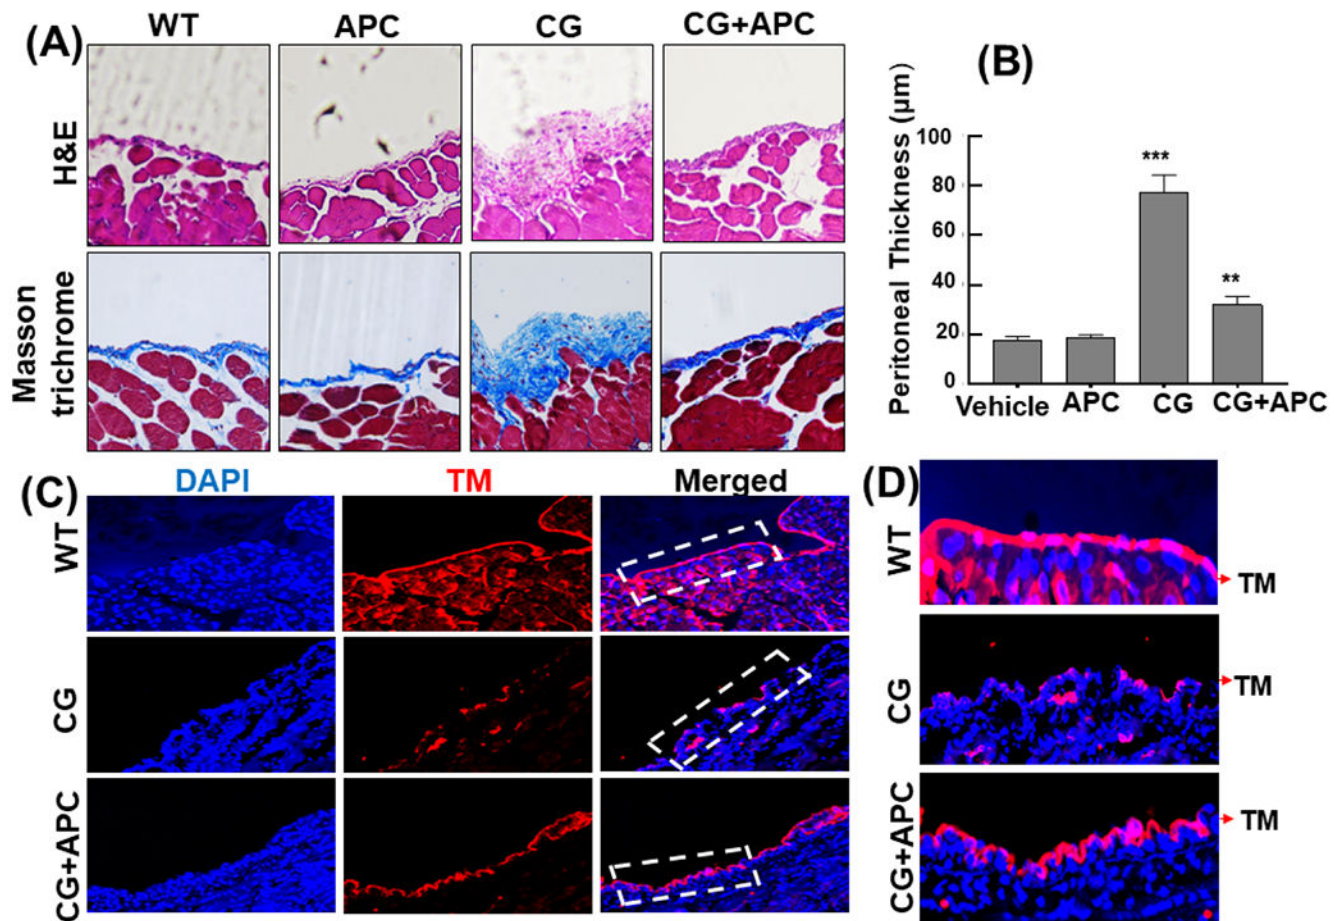 (A)
WT APC CG CG+APC
H&E
Masson
trichrome
(B)
Peritoneal Thickness (μm)
100
80
60
40
20
0
***
**
Vehicle APC CG CG+APC
(C)
DAPI TM Merged
WT
CG
CG+APC
(D)
WT
TM
CG
TM
CG+APC
TM